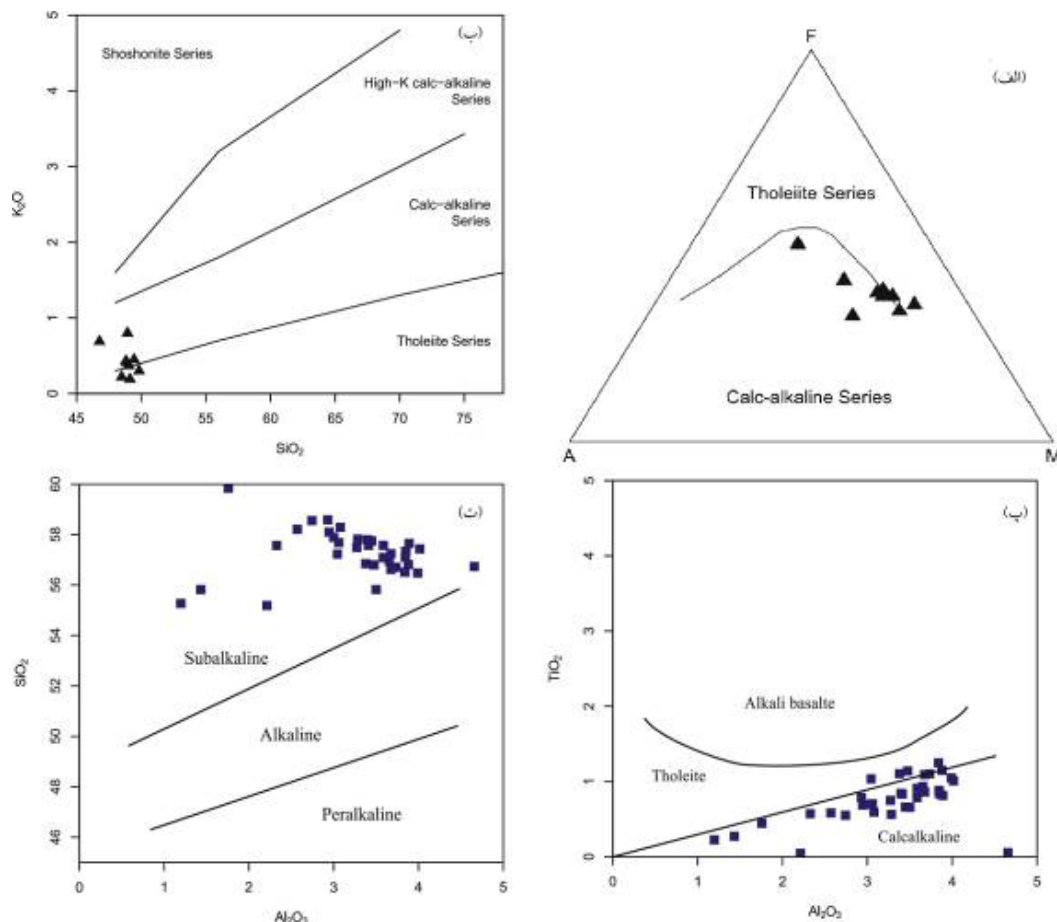 (ب)
Shoshonite Series
High-K calc-alkaline
Series
Calc-alkaline
Series
Tholeiite Series
K₂O
0 1 2 3 4 5
45 50 55 60 65 70 75
SiO₂
(الف)
F
Tholeiite Series
Calc-alkaline Series
A M
(ت)
Subalkaline
Alkaline
Peralkaline
SiO₂
46 48 50 52 54 56 58 60
0 1 2 3 4 5
Al₂O₃
(پ)
Alkali basalte
Tholeite
Calcalkaline
TiO₂
0 1 2 3 4 5
0 1 2 3 4 5
Al₂O₃